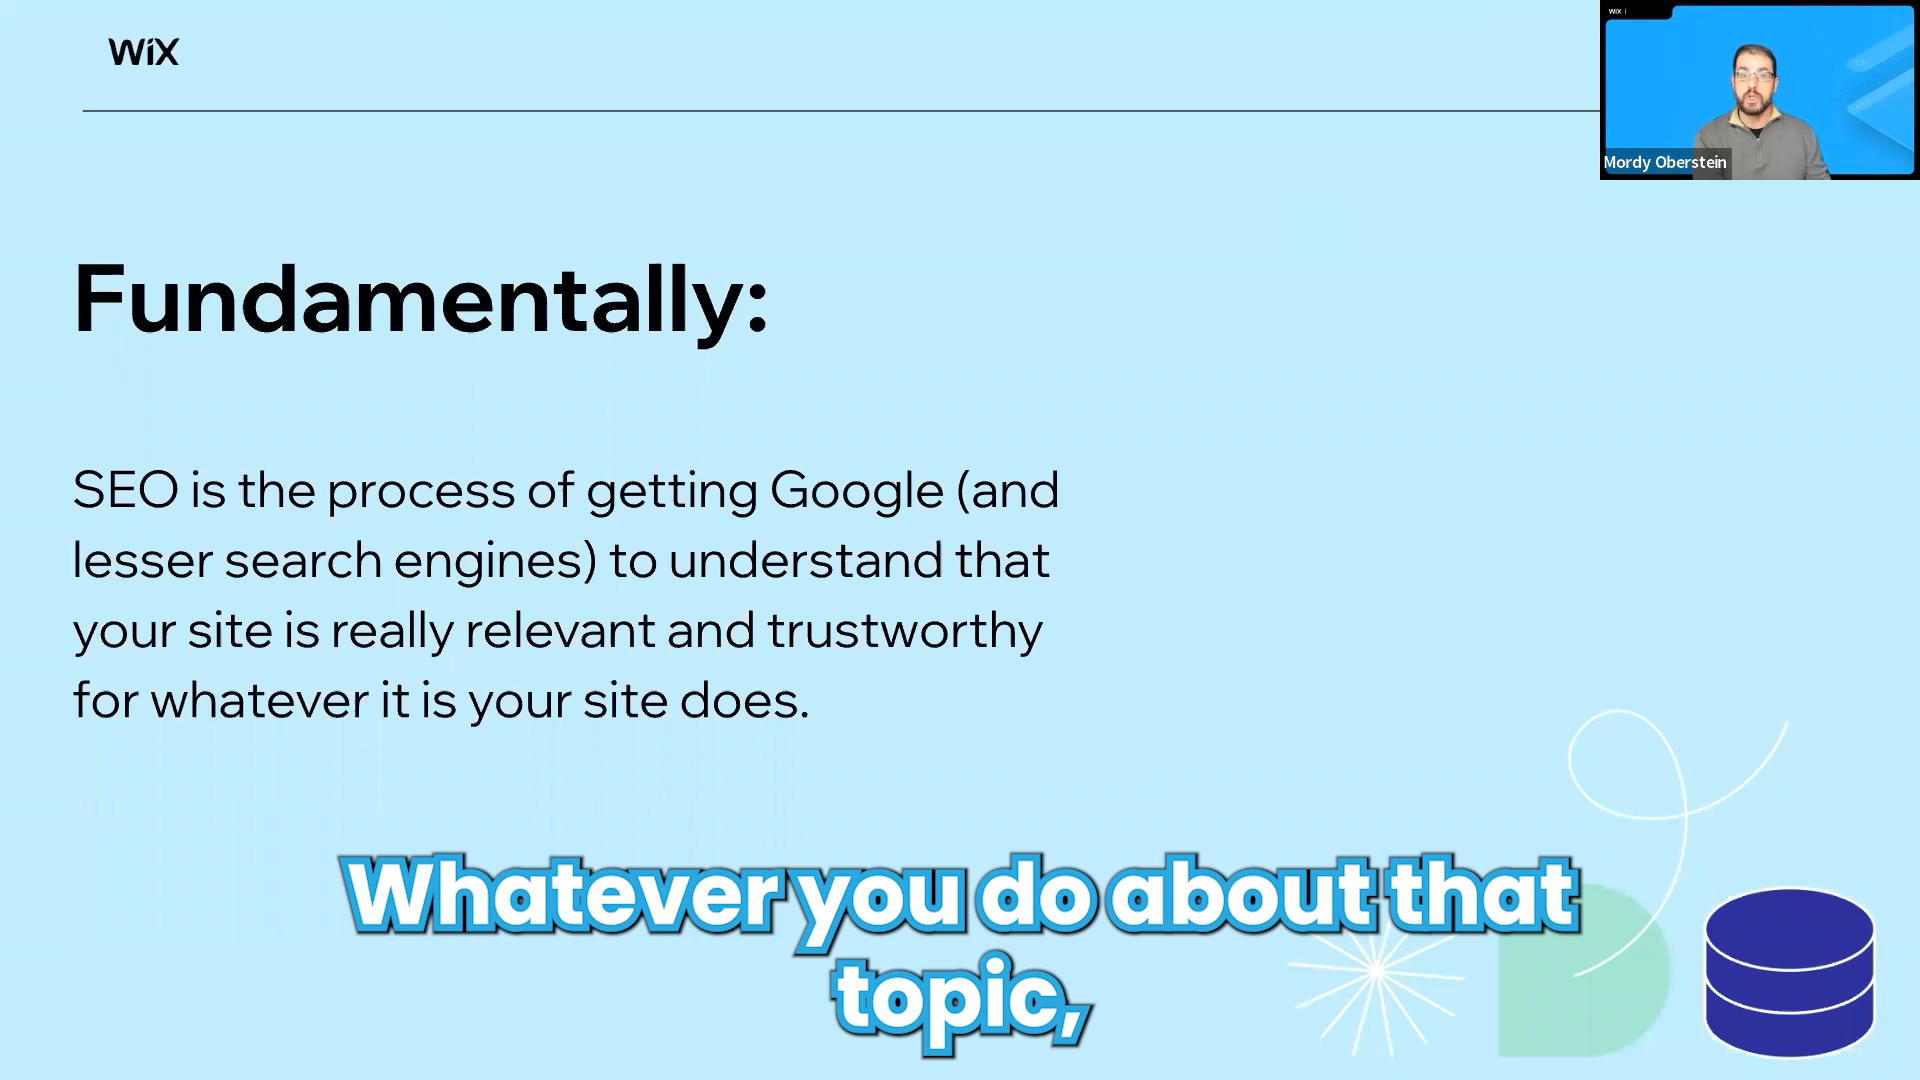 WiX
WIX
Mordy Oberstein
Fundamentally:
SEO is the process of getting Google (and
lesser search engines) to understand that
your site is really relevant and trustworthy
for whatever it is your site does.
Whatever you do about that
topic,